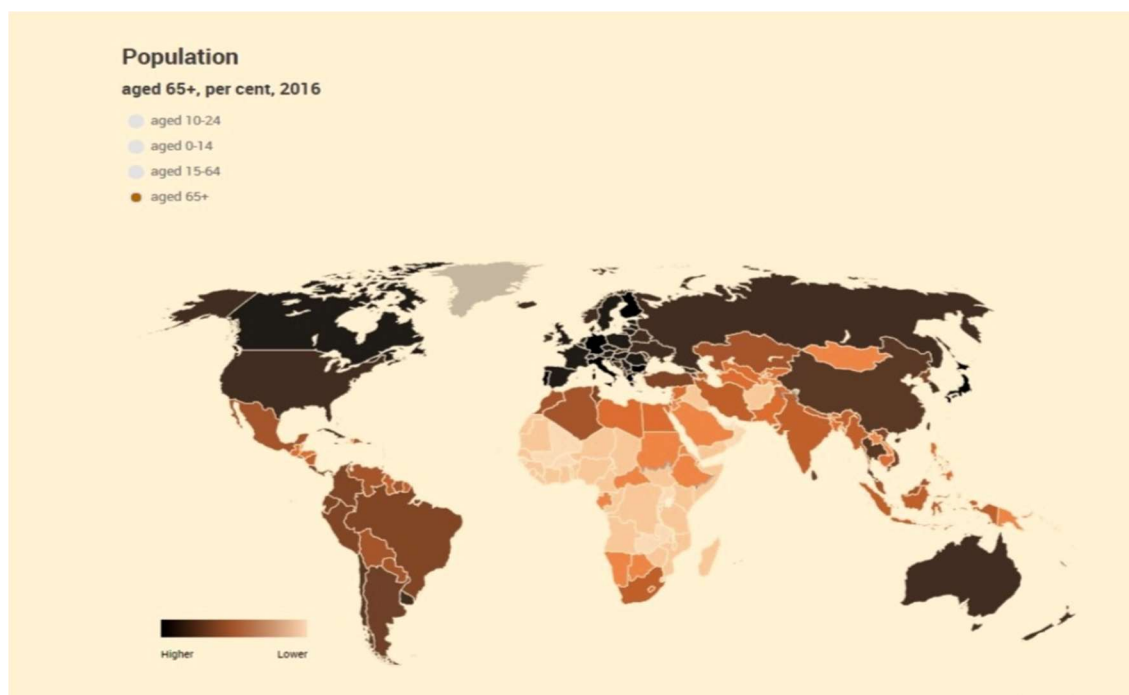 Population
aged 65+, per cent, 2016
aged 10-24
aged 0-14
aged 15-64
aged 65+
Higher
Lower